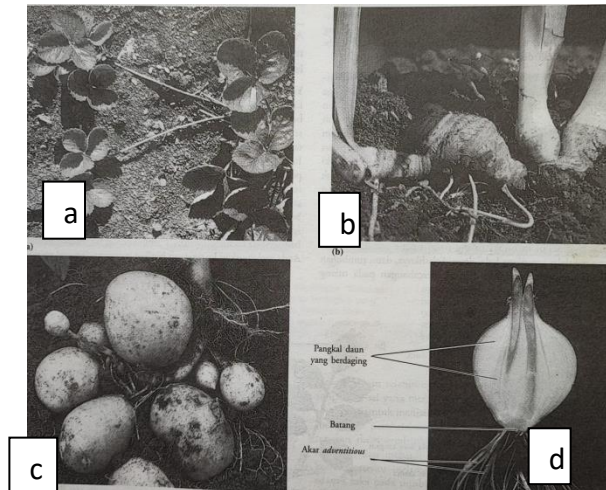 a
b
(b)
c
Pangkal daun
yang berdaging
Batang
Akar adventitious
d